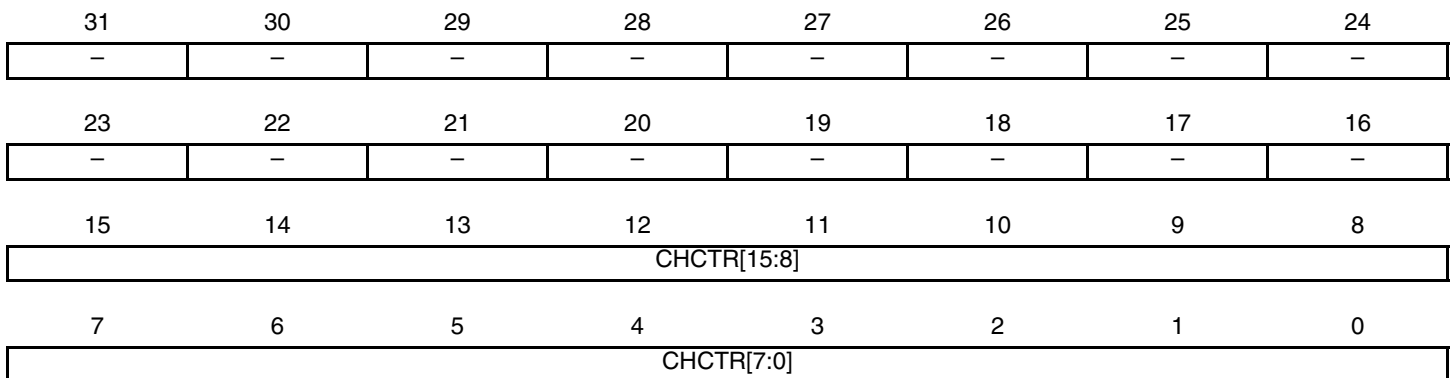 31 30 29 28 27 26 25 24
– – – – – – – –
23 22 21 20 19 18 17 16
– – – – – – – –
15 14 13 12 11 10 9 8
CHCTR[15:8]
7 6 5 4 3 2 1 0
CHCTR[7:0]